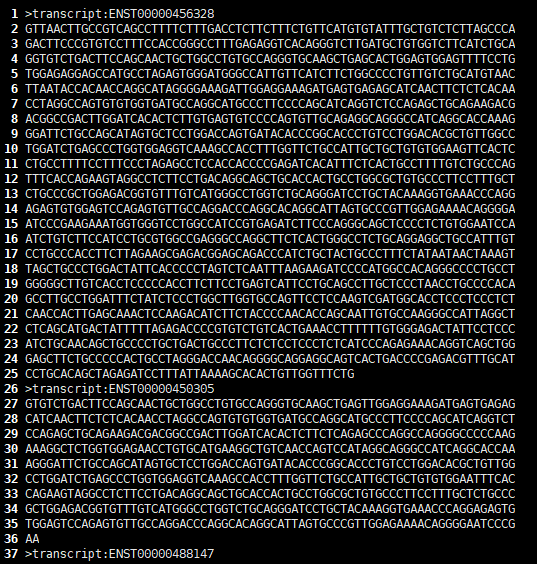 1 >transcript:ENST00000456328
2 GTTAACTTGCCGTCAGCCTTTTCTTTGACCTCTTCTTTCTGTTCATGTGTATTTGCTGTCTCTTAGCCCA
3 GACTTCCCGTGTCCTTTCCACCGGGCCTTTGAGAGGTCACAGGGTCTTGATGCTGTGGTCTTCATCTGCA
4 GGTGTCTGACTTCCAGCAACTGCTGGCCTGTGCCAGGGTGCAAGCTGAGCACTGGAGTGGAGTTTTCCTG
5 TGGAGAGGAGCCATGCCTAGAGTGGGATGGGCCATTGTTCATCTTCTGGCCCCTGTTGTCTGCATGTAAC
6 TTAATACCACAACCAGGCATAGGGGAAAGATTGGAGGAAAGATGAGTGAGAGCATCAACTTCTCTCACAA
7 CCTAGGCCAGTGTGTGGTGATGCCAGGCATGCCCTTCCCCAGCATCAGGTCTCCAGAGCTGCAGAAGACG
8 ACGGCCGACTTGGATCACACTCTTGTGAGTGTCCCCAGTGTTGCAGAGGCAGGGCCATCAGGCACCAAAG
9 GGATTCTGCCAGCATAGTGCTCCTGGACCAGTGATACACCCGGCACCCTGTCCTGGACACGCTGTTGGCC
10 TGGATCTGAGCCCTGGTGGAGGTCAAAGCCACCTTTGGTTCTGCCATTGCTGCTGTGTGGAAGTTCACTC
11 CTGCCTTTTCCTTTCCCTAGAGCCTCCACCACCCCGAGATCACATTTCTCACTGCCTTTTGTCTGCCCAG
12 TTTCACCAGAAGTAGGCCTCTTCCTGACAGGCAGCTGCACCACTGCCTGGCGCTGTGCCCTTCCTTTGCT
13 CTGCCCGCTGGAGACGGTGTTTGTCATGGGCCTGGTCTGCAGGGATCCTGCTACAAAGGTGAAACCCAGG
14 AGAGTGTGGAGTCCAGAGTGTTGCCAGGACCCAGGCACAGGCATTAGTGCCCGTTGGAGAAAACAGGGGA
15 ATCCCGAAGAAATGGTGGGTCCTGGCCATCCGTGAGATCTTCCCAGGGCAGCTCCCCTCTGTGGAATCCA
16 ATCTGTCTTCCATCCTGCGTGGCCGAGGGCCAGGCTTCTCACTGGGCCTCTGCAGGAGGCTGCCATTTGT
17 CCTGCCCACCTTCTTAGAAGCGAGACGGAGCAGACCCATCTGCTACTGCCCTTTCTATAATAACTAAAGT
18 TAGCTGCCCTGGACTATTCACCCCCTAGTCTCAATTTAAGAAGATCCCCATGGCCACAGGGCCCCTGCCT
19 GGGGGCTTGTCACCTCCCCCACCTTCTTCCTGAGTCATTCCTGCAGCCTTGCTCCCTAACCTGCCCCACA
20 GCCTTGCCTGGATTTCTATCTCCCTGGCTTGGTGCCAGTTCCTCCAAGTCGATGGCACCTCCCTCCCTCT
21 CAACCACTTGAGCAAACTCCAAGACATCTTCTACCCCAACACCAGCAATTGTGCCAAGGGCCATTAGGCT
22 CTCAGCATGACTATTTTTAGAGACCCCGTGTCTGTCACTGAAACCTTTTTTGTGGGAGACTATTCCTCCC
23 ATCTGCAACAGCTGCCCCTGCTGACTGCCCTTCTCTCCTCCCTCTCATCCCAGAGAAACAGGTCAGCTGG
24 GAGCTTCTGCCCCCACTGCCTAGGGACCAACAGGGGCAGGAGGCAGTCACTGACCCCGAGACGTTTGCAT
25 CCTGCACAGCTAGAGATCCTTTATTAAAAGCACACTGTTGGTTTCTG
26 >transcript:ENST00000450305
27 GTGTCTGACTTCCAGCAACTGCTGGCCTGTGCCAGGGTGCAAGCTGAGTTGGAGGAAAGATGAGTGAGAG
28 CATCAACTTCTCTCACAACCTAGGCCAGTGTGTGGTGATGCCAGGCATGCCCTTCCCCAGCATCAGGTCT
29 CCAGAGCTGCAGAAGACGACGGCCGACTTGGATCACACTCTTCTCAGAGCCCAGGCCAGGGGCCCCCAAG
30 AAAGGCTCTGGTGGAGAACCTGTGCATGAAGGCTGTCAACCAGTCCATAGGCAGGGCCATCAGGCACCAA
31 AGGGATTCTGCCAGCATAGTGCTCCTGGACCAGTGATACACCCGGCACCCTGTCCTGGACACGCTGTTGG
32 CCTGGATCTGAGCCCTGGTGGAGGTCAAAGCCACCTTTGGTTCTGCCATTGCTGCTGTGTGGAATTTCAC
33 CAGAAGTAGGCCTCTTCCTGACAGGCAGCTGCACCACTGCCTGGCGCTGTGCCCTTCCTTTGCTCTGCCC
34 GCTGGAGACGGTGTTTGTCATGGGCCTGGTCTGCAGGGATCCTGCTACAAAGGTGAAACCCAGGAGAGTG
35 TGGAGTCCAGAGTGTTGCCAGGACCCAGGCACAGGCATTAGTGCCCGTTGGAGAAAACAGGGGAATCCCG
36 AA
37 >transcript:ENST00000488147